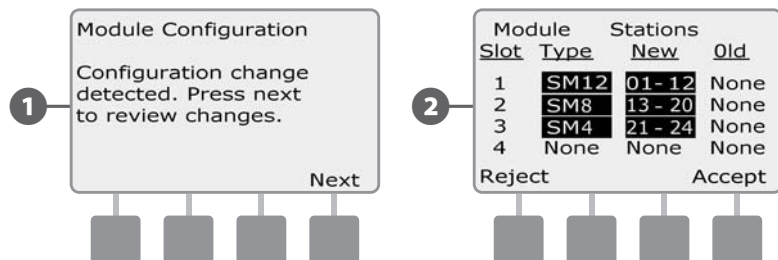 1
Module Configuration
Configuration change
detected. Press next
to review changes.
Next
2
Module Stations
Slot Type New Old
1 SM12 01-12 None
2 SM8 13-20 None
3 SM4 21-24 None
4 None None None
Reject Accept